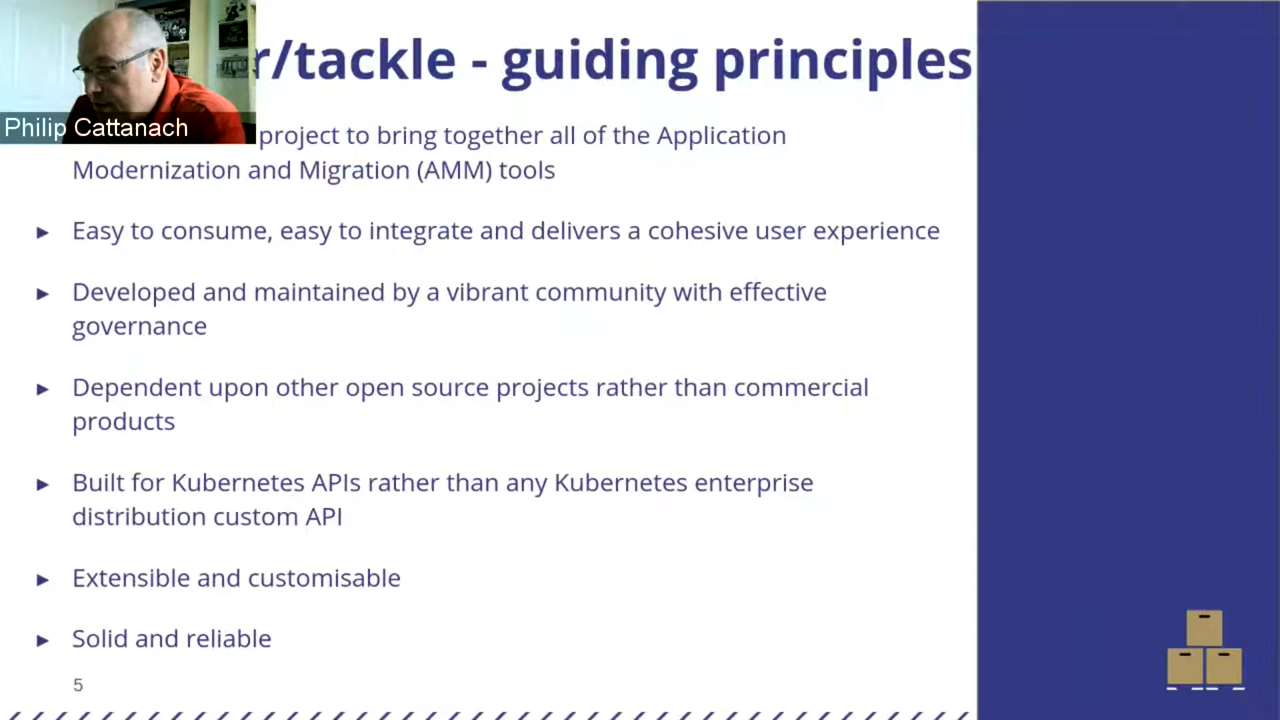 r/tackle - guiding principles
Philip Cattanach
project to bring together all of the Application
Modernization and Migration (AMM) tools
► Easy to consume, easy to integrate and delivers a cohesive user experience
► Developed and maintained by a vibrant community with effective
governance
► Dependent upon other open source projects rather than commercial
products
► Built for Kubernetes APIs rather than any Kubernetes enterprise
distribution custom API
► Extensible and customisable
► Solid and reliable
5